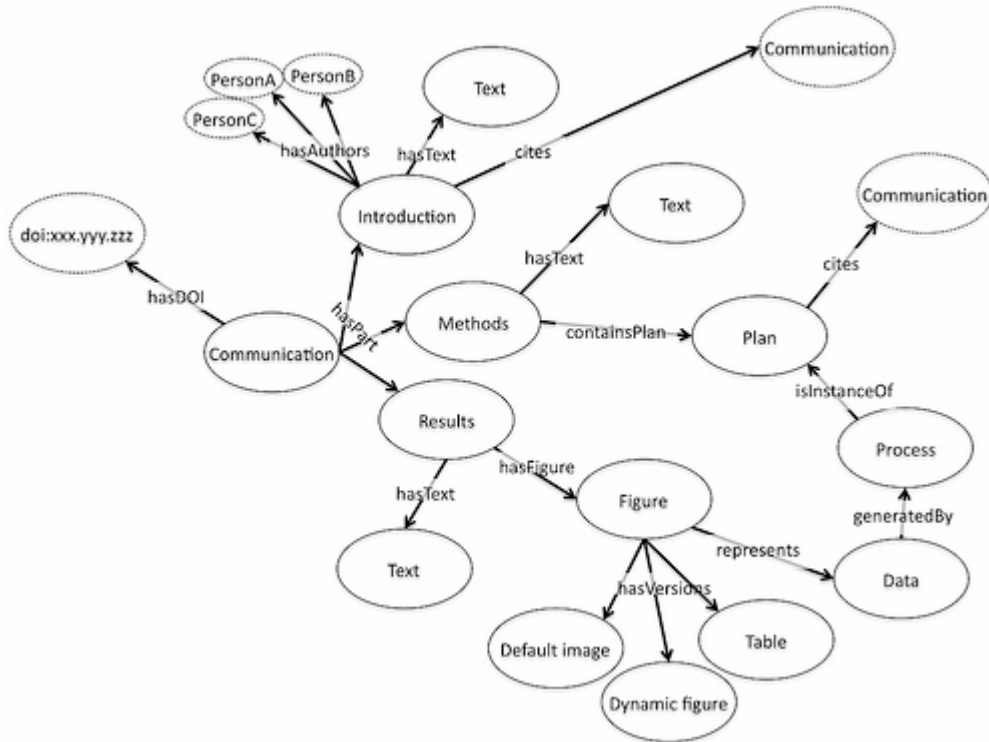 Communication
PersonA
PersonB
Text
PersonC
hasAuthors
hasText
cites
Introduction
Text
Communication
doi:xxx.yyy.zzz
hasText
cites
hasDOI
hasPart
Methods
containsPlan
Plan
Communication
isInstanceOf
Results
Process
hasFigure
hasText
Figure
generatedBy
represents
Text
hasVersions
Data
Default image
Table
Dynamic figure